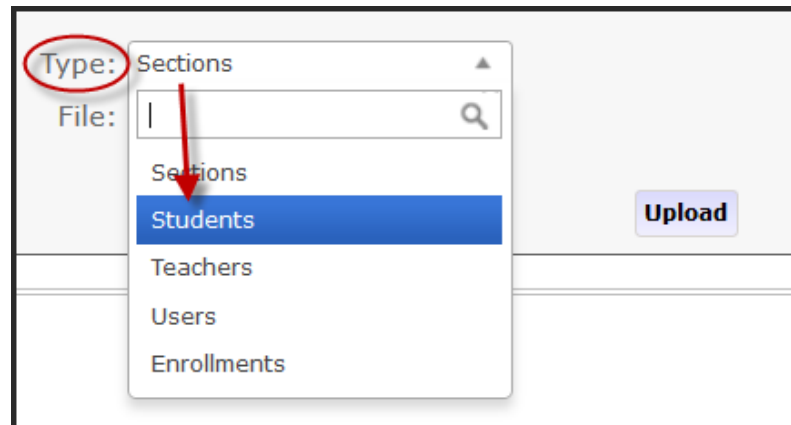 Type: Sections
File:
Sections
Students
Upload
Teachers
Users
Enrollments